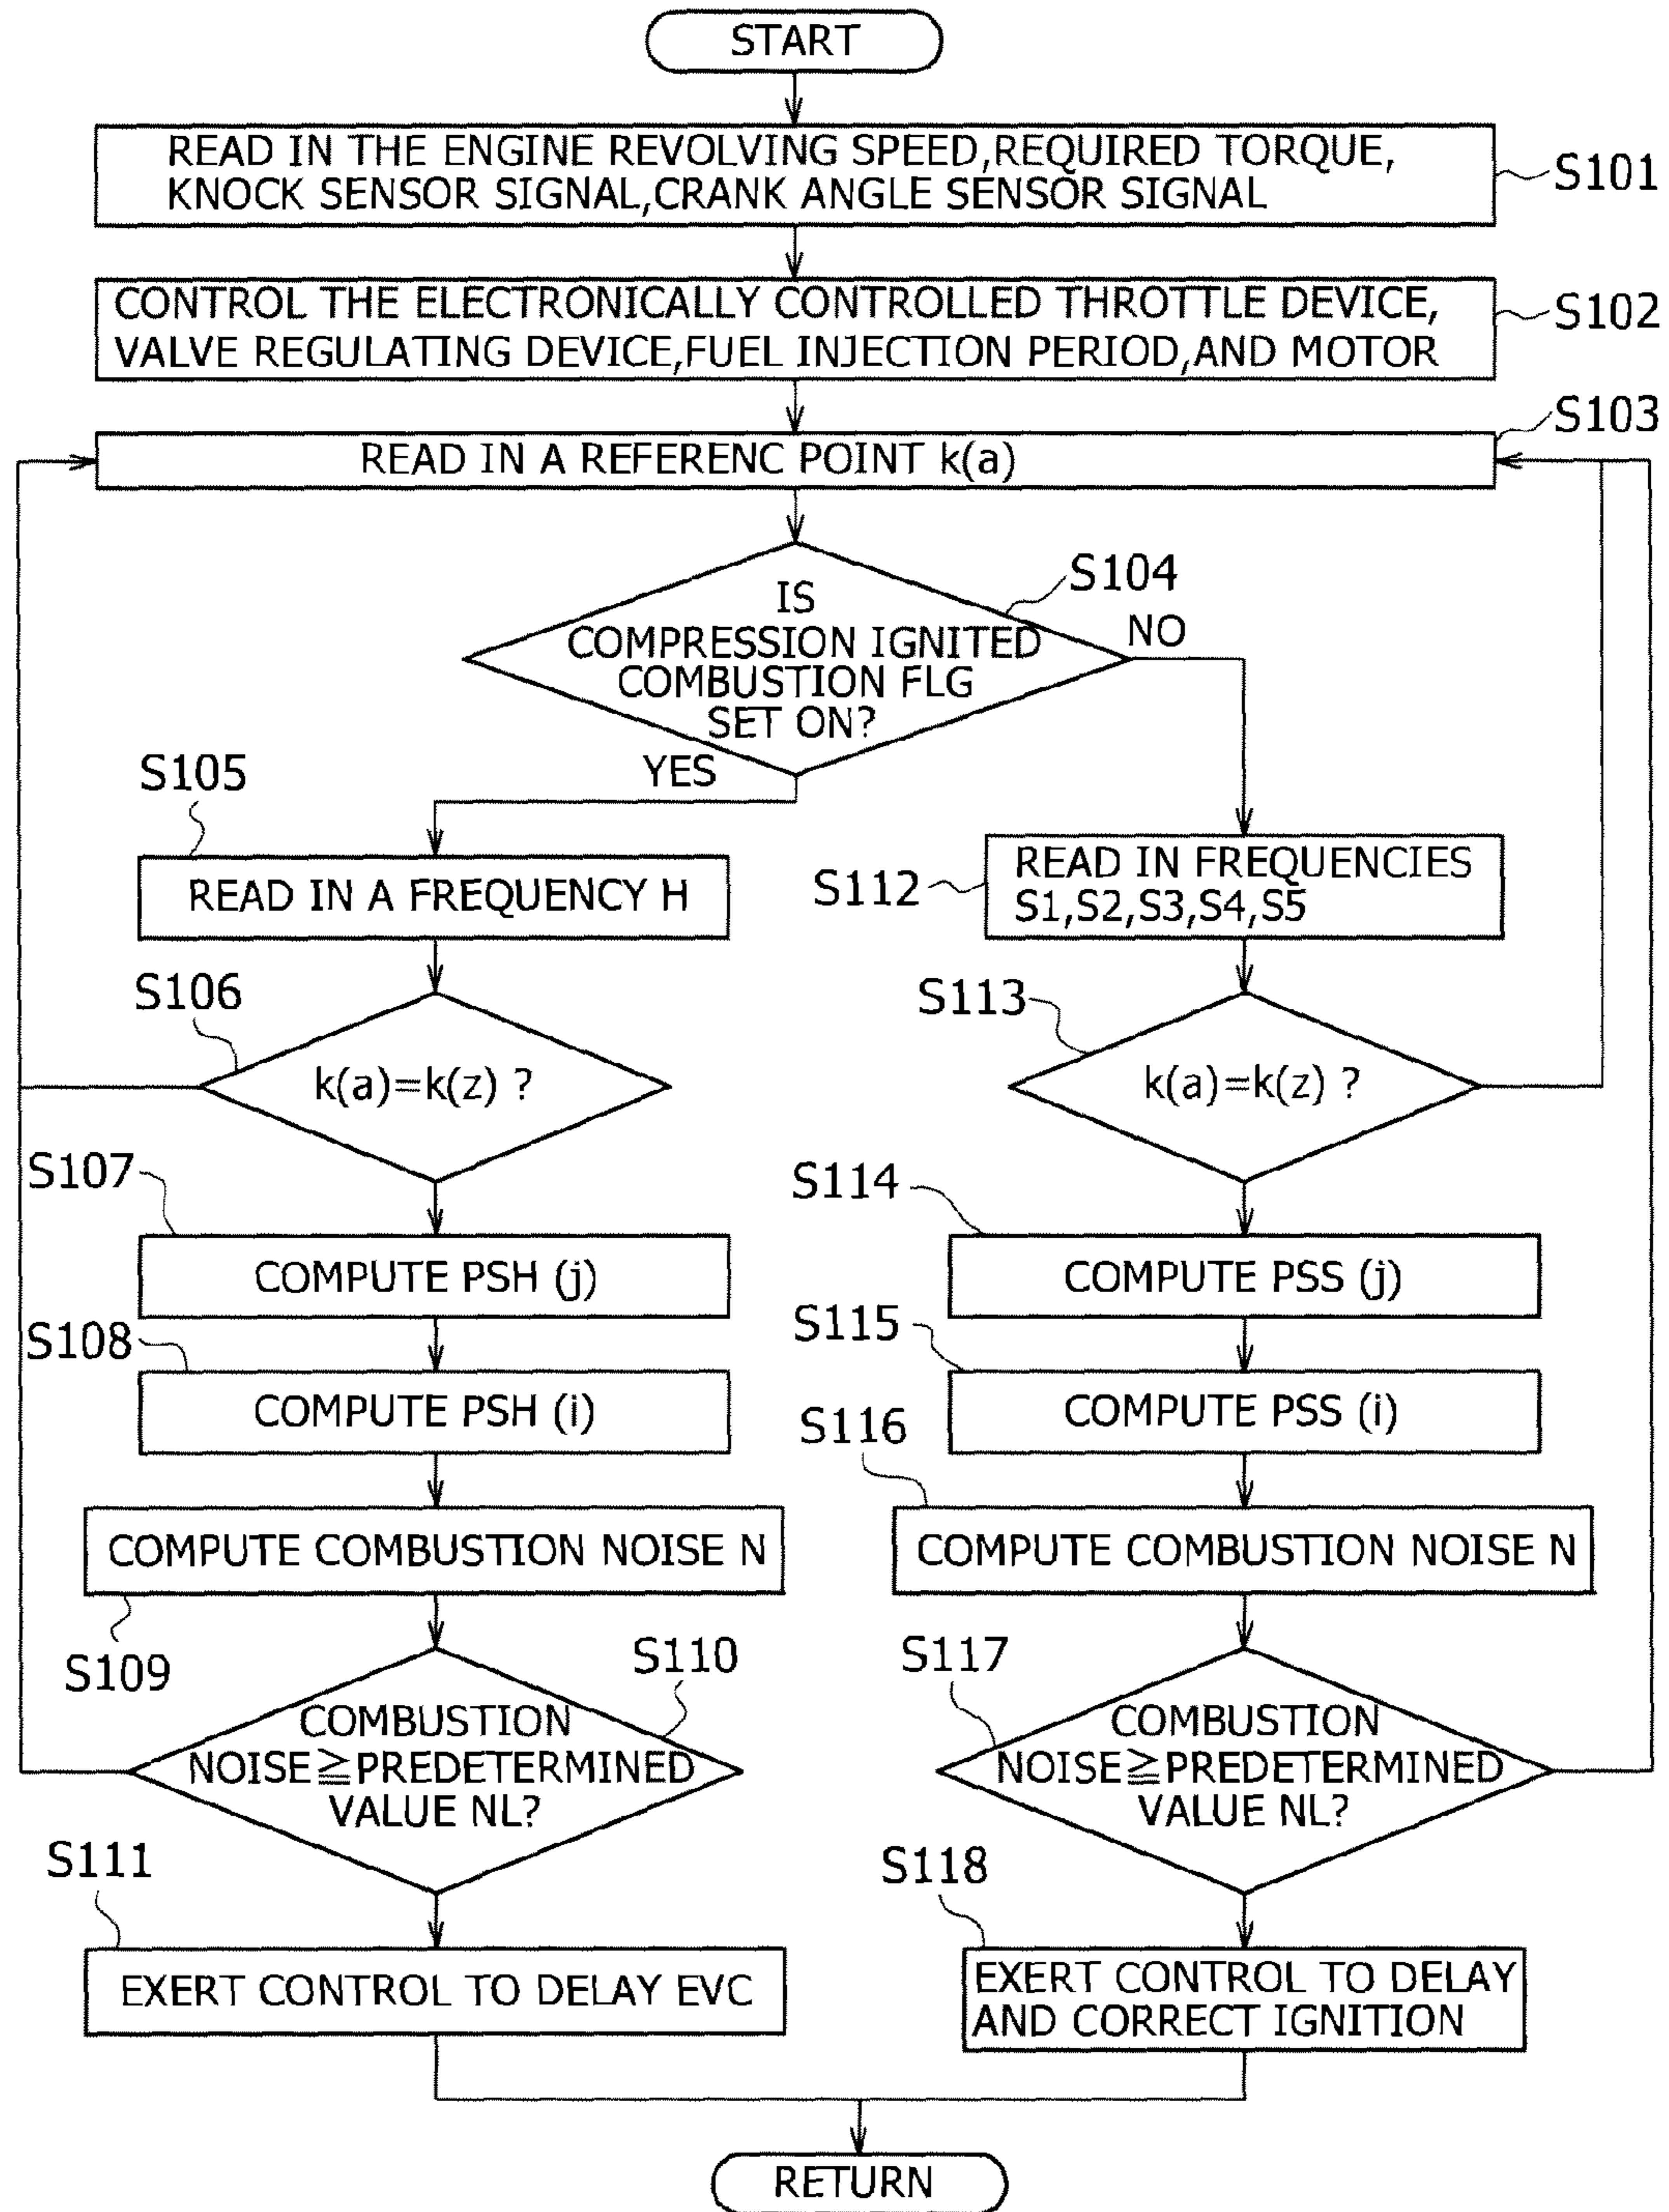 START
READ IN THE ENGINE REVOLVING SPEED,REQUIRED TORQUE,
KNOCK SENSOR SIGNAL,CRANK ANGLE SENSOR SIGNAL
S101
CONTROL THE ELECTRONICALLY CONTROLLED THROTTLE DEVICE,
VALVE REGULATING DEVICE,FUEL INJECTION PERIOD,AND MOTOR
S102
READ IN A REFERENC POINT k(a)
S103
IS
COMPRESSION IGNITED
COMBUSTION FLG
SET ON?
S104
NO
YES
S105
READ IN A FREQUENCY H
S106
k(a)=k(z) ?
S107
COMPUTE PSH (j)
S108
COMPUTE PSH (i)
COMPUTE COMBUSTION NOISE N
S109
S110
COMBUSTION
NOISE≧PREDETERMINED
VALUE NL?
S111
EXERT CONTROL TO DELAY EVC
S112
READ IN FREQUENCIES
S1,S2,S3,S4,S5
S113
k(a)=k(z) ?
S114
COMPUTE PSS (j)
S115
COMPUTE PSS (i)
S116
COMPUTE COMBUSTION NOISE N
S117
COMBUSTION
NOISE≧PREDETERMINED
VALUE NL?
S118
EXERT CONTROL TO DELAY
AND CORRECT IGNITION
RETURN